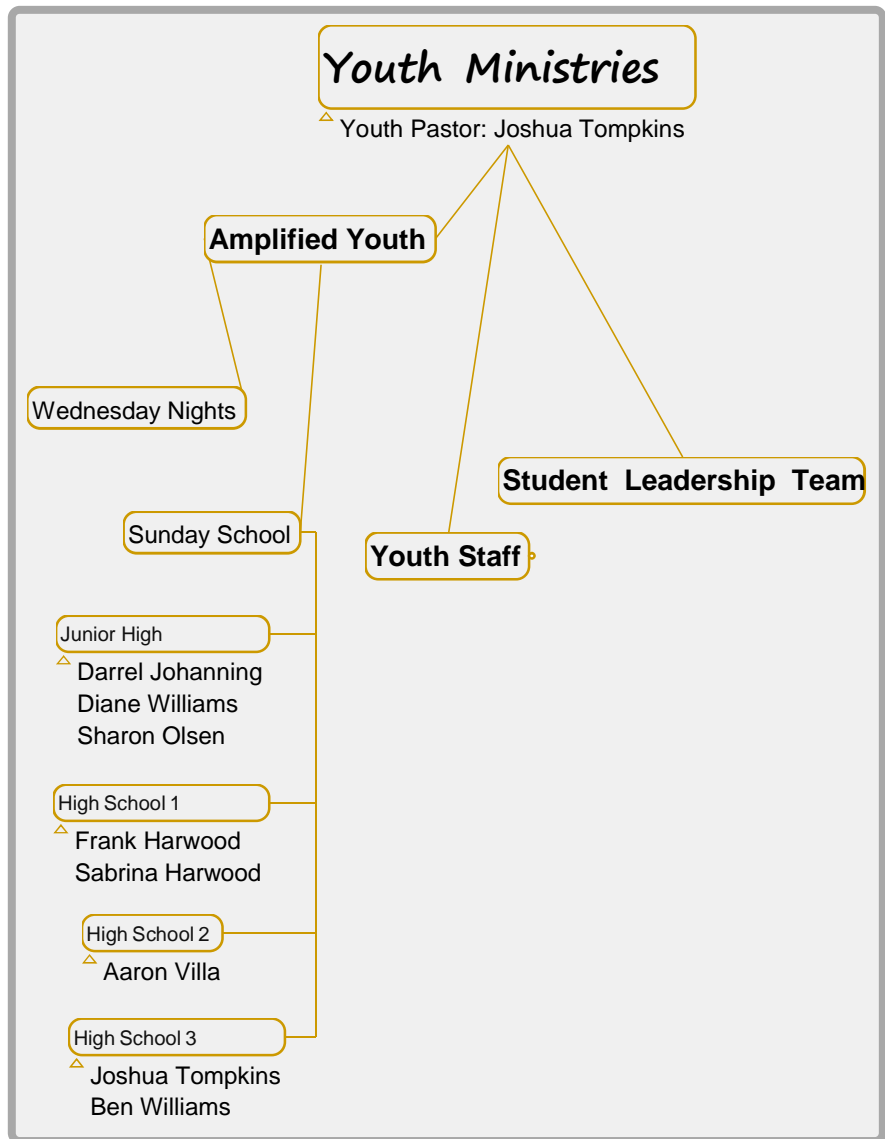 Youth Ministries
Youth Pastor: Joshua Tompkins
Amplified Youth
Wednesday Nights
Student Leadership Team
Sunday School
Youth Staff
Junior High
Darrel Johanning
Diane Williams
Sharon Olsen
High School 1
Frank Harwood
Sabrina Harwood
High School 2
Aaron Villa
High School 3
Joshua Tompkins
Ben Williams